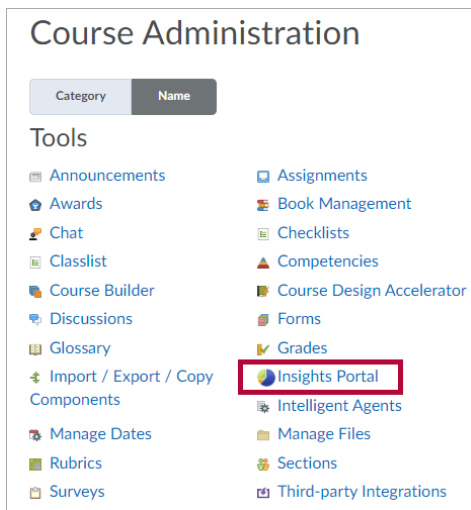 Course Administration
Category Name
Tools
Announcements Assignments
Awards Book Management
Chat Checklists
Classlist Competencies
Course Builder Course Design Accelerator
Discussions Forms
Glossary Grades
Import / Export / Copy Insights Portal
Components Intelligent Agents
Manage Dates Manage Files
Rubrics Sections
Surveys Third-party Integrations